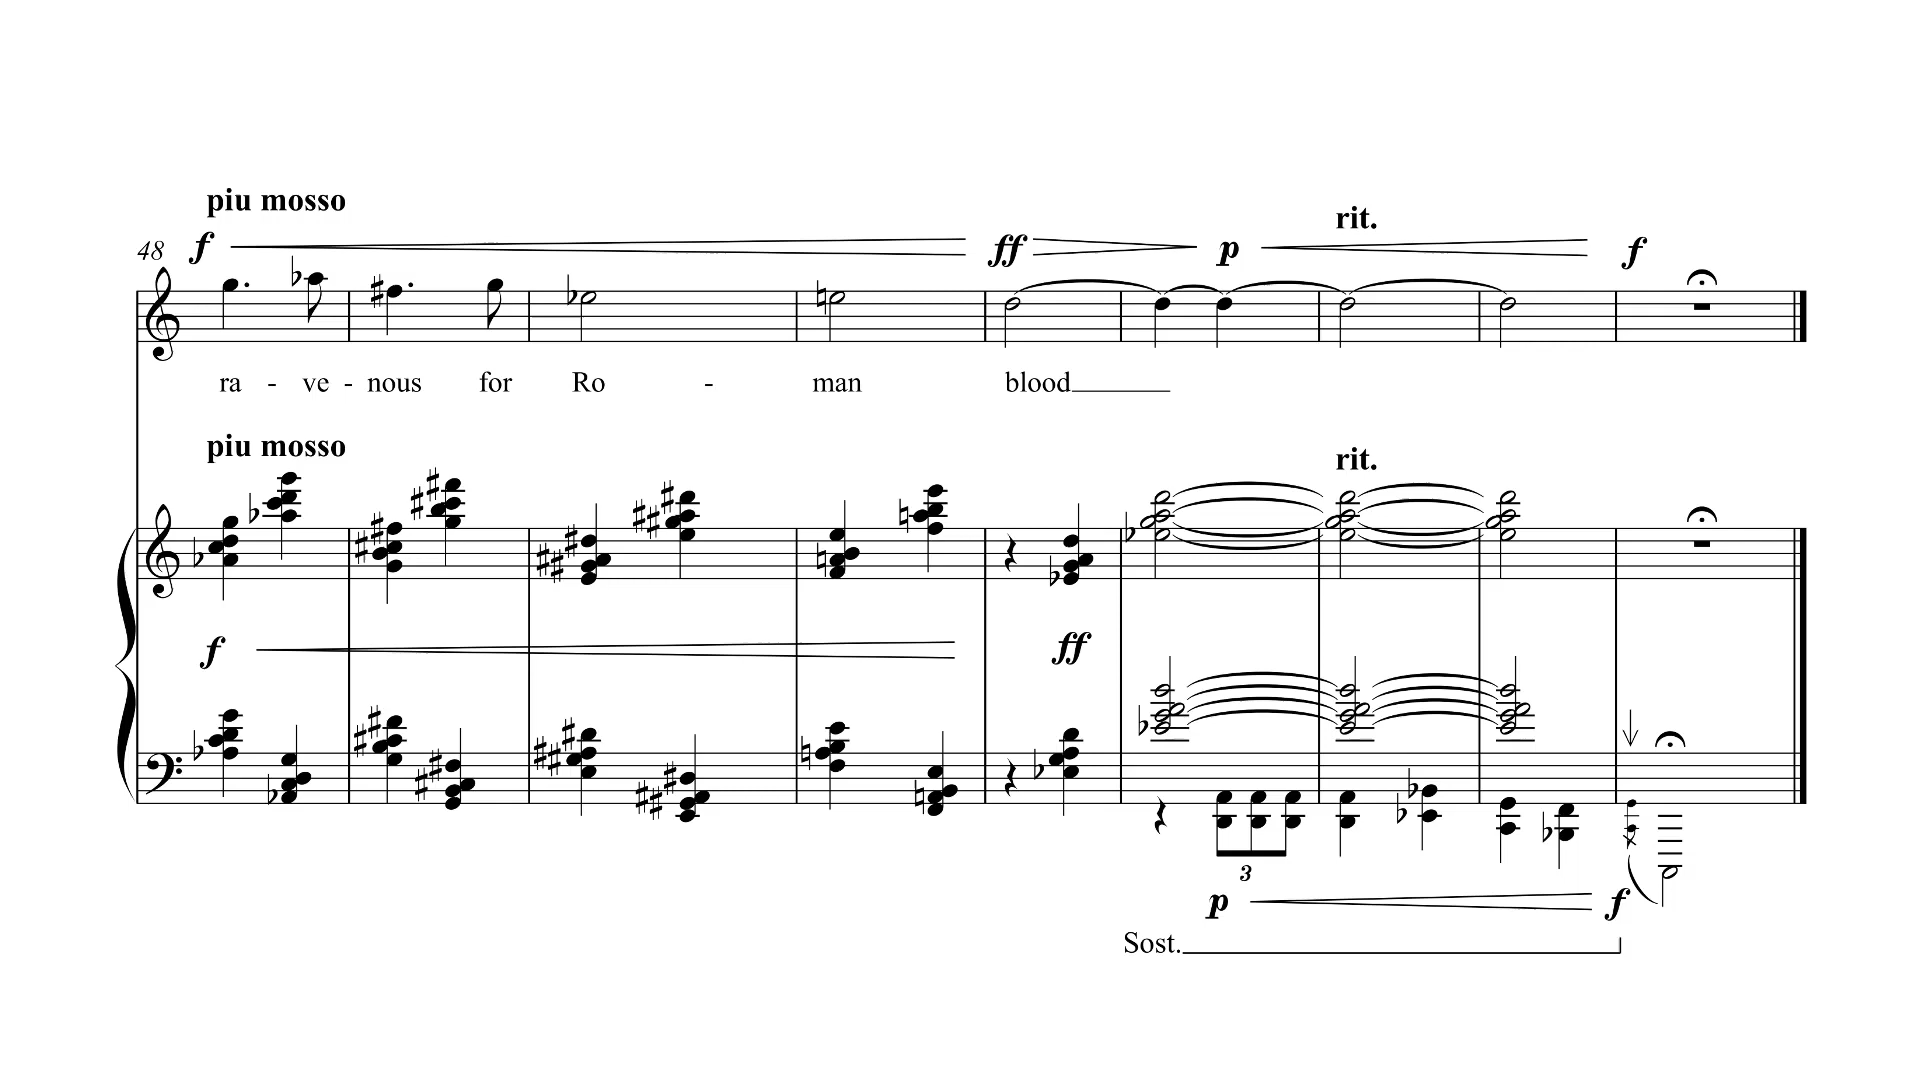 piu mosso
rit.
48 f ff p f
ra - ve - nous for Ro - man blood
piu mosso
rit.
f ff
3
p f
Sost.